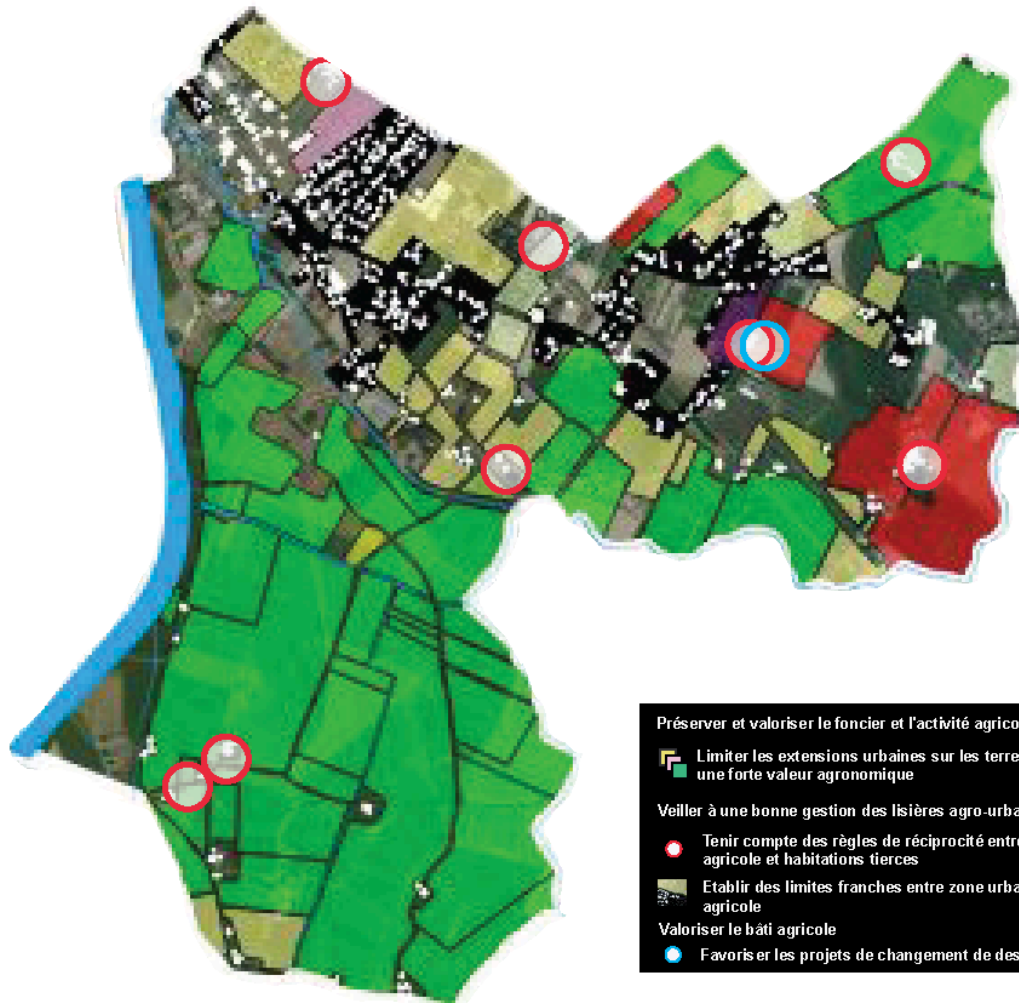 Préserver et valoriser le foncier et l'activité agrico
Limiter les extensions urbaines sur les terre
une forte valeur agronomique
Veiller à une bonne gestion des lisières agro-urba
Tenir compte des règles de réciprocité entre
agricole et habitations tierces
Etablir des limites franches entre zone urba
agricole
Valoriser le bâti agricole
Favoriser les projets de changement de des